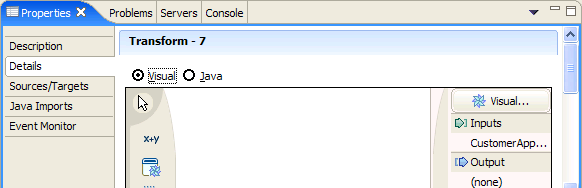 Properties Problems Servers Console
Transform - 7
Description
Details
Sources/Targets
Java Imports
Event Monitor
Visual Java
x+y
Visual...
Inputs
CustomerApp...
Output
(none)